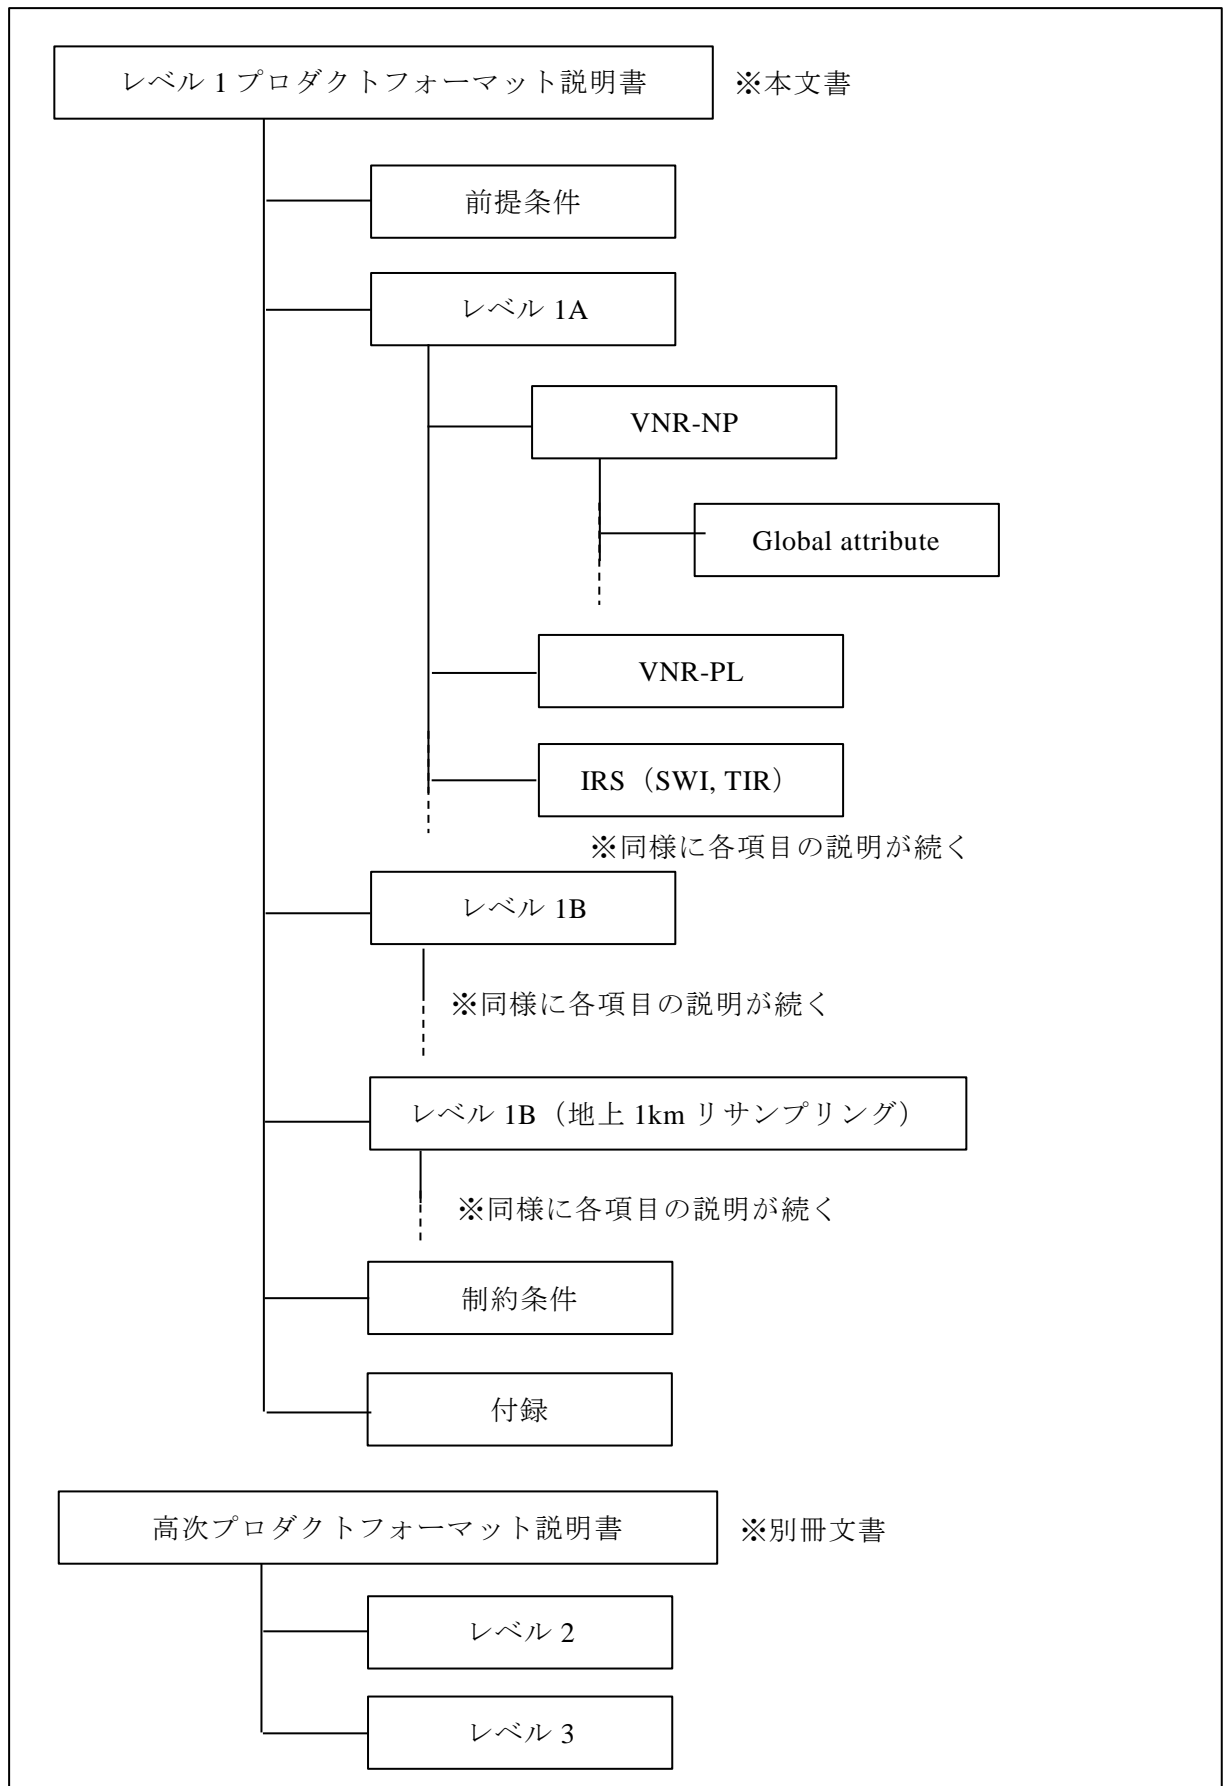 レベル 1 プロダクトフォーマット説明書 ※本文書
前提条件
レベル 1A
VNR-NP
Global attribute
VNR-PL
IRS（SWI, TIR）
※同様に各項目の説明が続く
レベル 1B
※同様に各項目の説明が続く
レベル 1B（地上 1km リサンプリング）
※同様に各項目の説明が続く
制約条件
付録
高次プロダクトフォーマット説明書 ※別冊文書
レベル 2
レベル 3